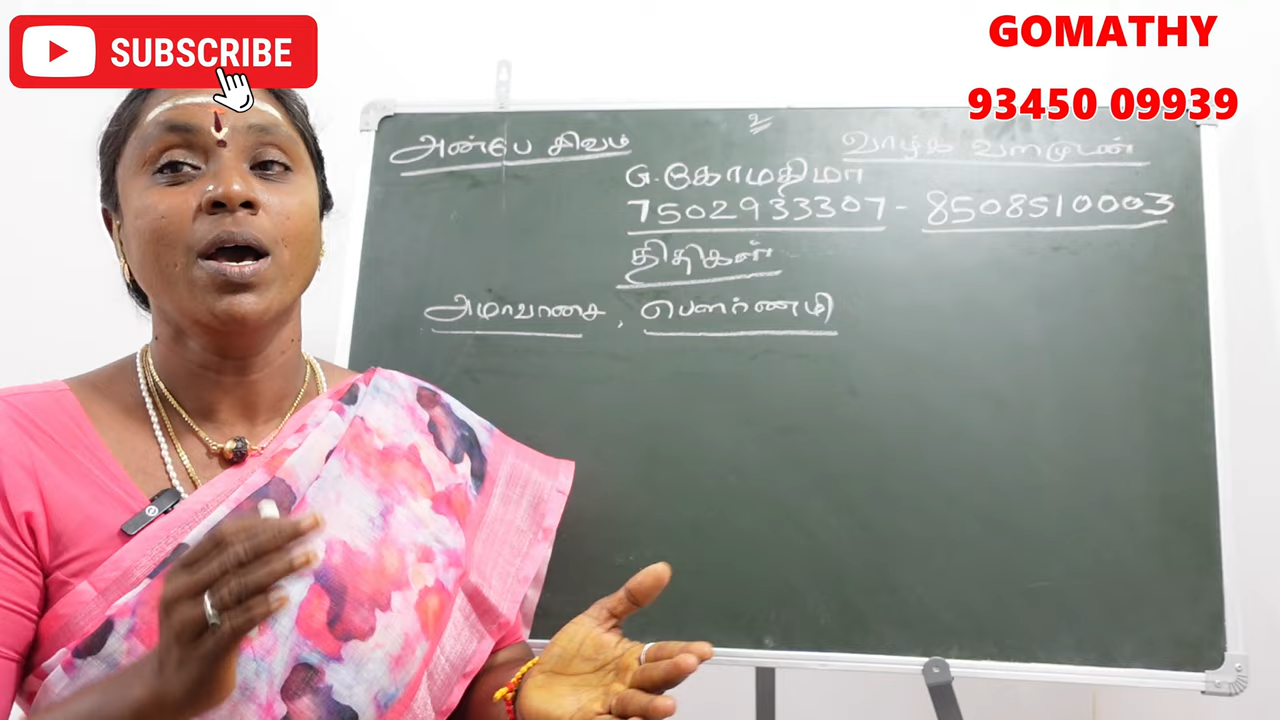 SUBSCRIBE
GOMATHY
93450 09939
உ
அன்பே சிவம்
வாழ்க வளமுடன்
G. கோமதிமா
7502933307 - 8508510003
திதிகள்
அமாவாசை, பௌர்ணமி